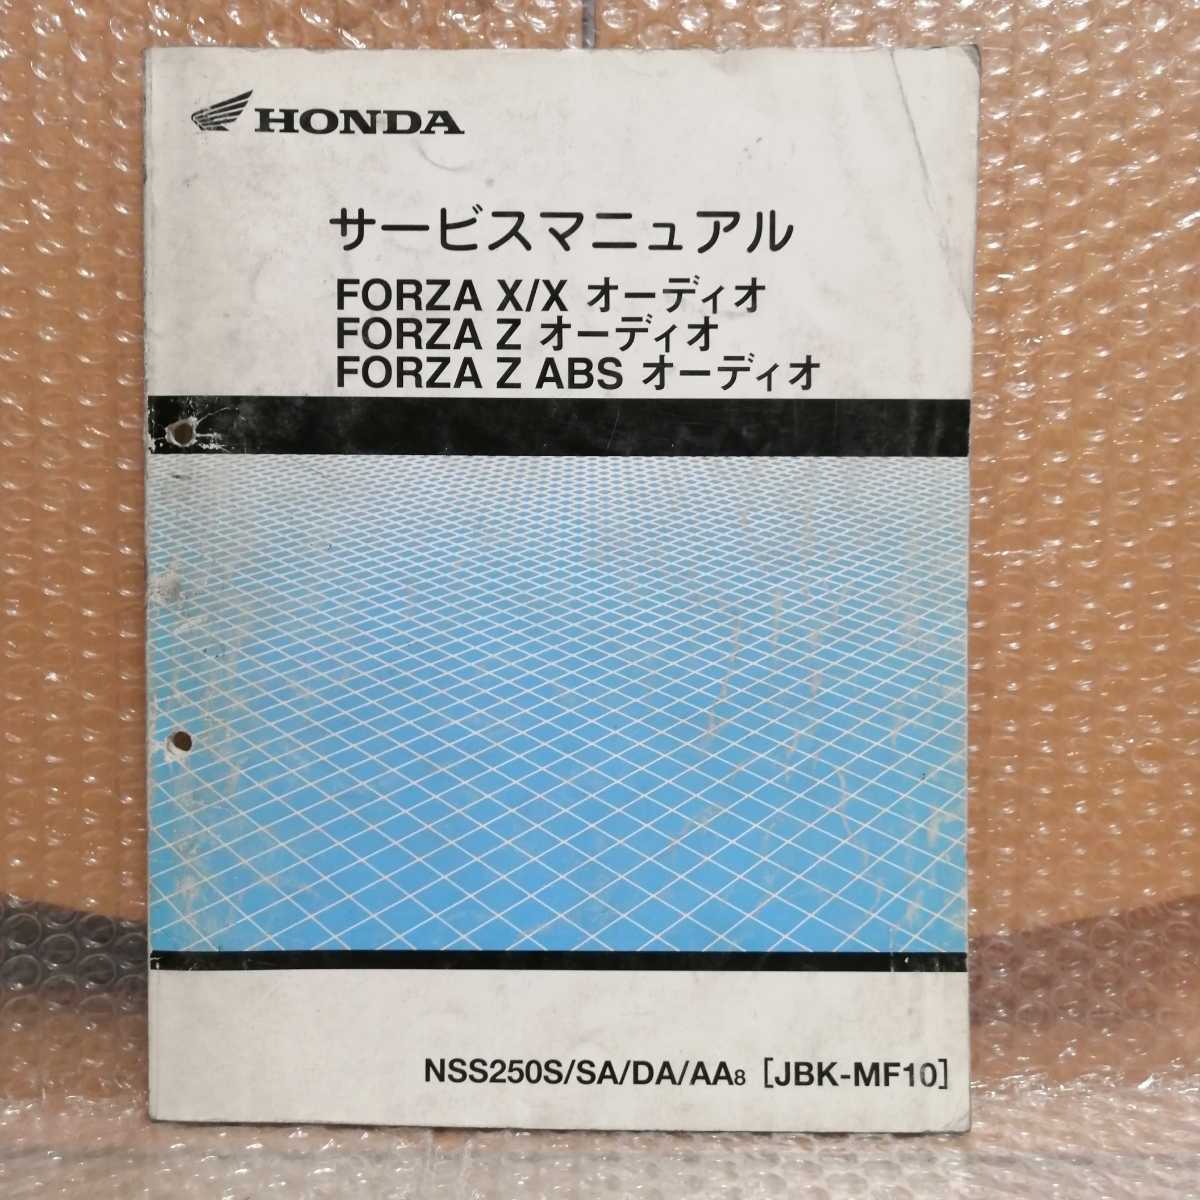 HONDA
サービスマニュアル
FORZA X/X オーディオ
FORZA Z オーディオ
FORZA Z ABS オーディオ
NSS250S/SA/DA/AA8 [JBK-MF10]